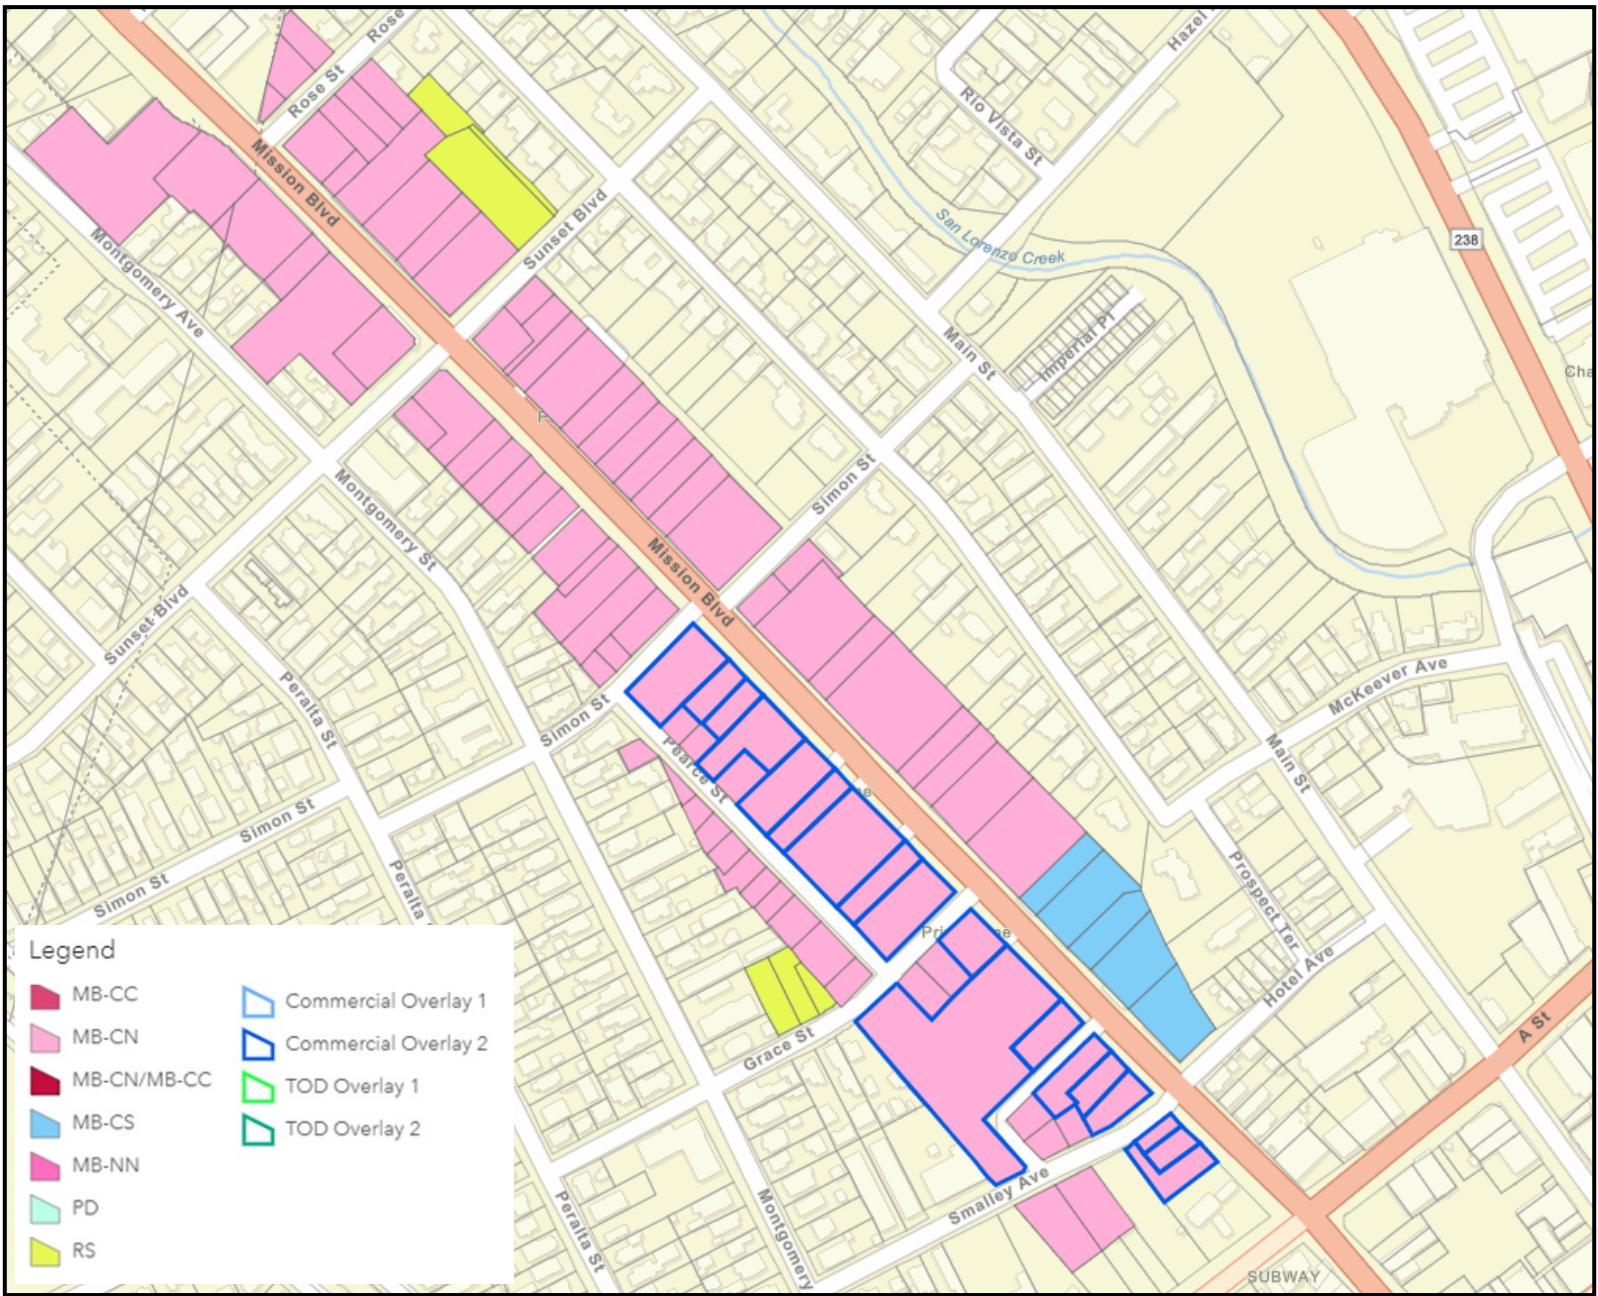 Rose
Hazel
Rose St
Rio Vista St
Mission Blvd
Sunset Blvd
San Lorenzo Creek
238
Montgomery Ave
Main St
Imperial Pl
Cha
Simon St
Montgomery St
Mission Blvd
Sunset Blvd
McKeever Ave
Peralta St
Simon St
Pearce St
Main St
Simon St
Peralta
Prospect Ter
Simon St
Hotel Ave
Grace St
A St
Smalley Ave
Peralta St
Montgomery
SUBWAY
Legend
MB-CC
MB-CN
MB-CN/MB-CC
MB-CS
MB-NN
PD
RS
Commercial Overlay 1
Commercial Overlay 2
TOD Overlay 1
TOD Overlay 2